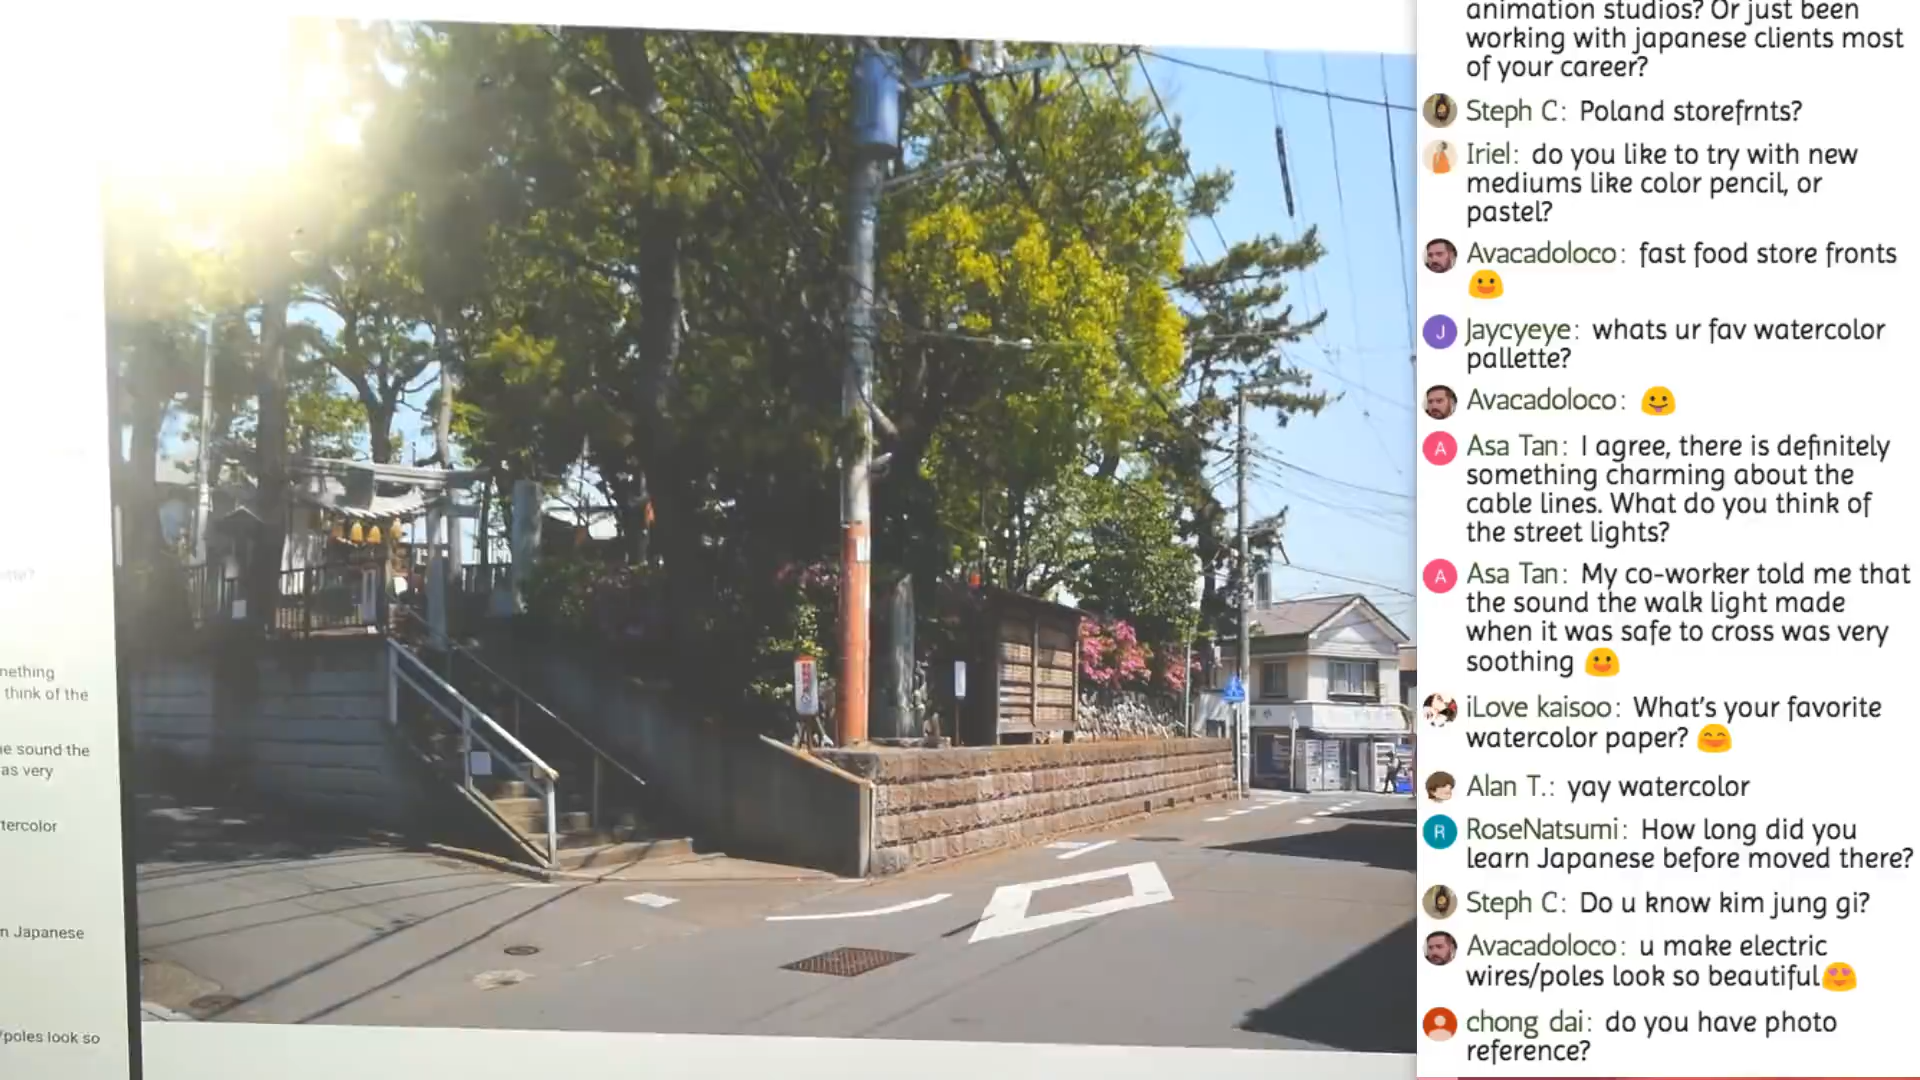 animation studios? Or just been
working with japanese clients most
of your career?
Steph C: Poland storefrnts?
Iriel: do you like to try with new
mediums like color pencil, or
pastel?
Avacadoloco: fast food store fronts
😃
J
Jaycyeye: whats ur fav watercolor
pallette?
Avacadoloco: 😛
A
Asa Tan: I agree, there is definitely
something charming about the
cable lines. What do you think of
the street lights?
A
Asa Tan: My co-worker told me that
the sound the walk light made
when it was safe to cross was very
soothing 😃
iLove kaisoo: What's your favorite
watercolor paper? 😄
Alan T.: yay watercolor
R
RoseNatsumi: How long did you
learn Japanese before moved there?
Steph C: Do u know kim jung gi?
Avacadoloco: u make electric
wires/poles look so beautiful😍
chong dai: do you have photo
reference?
mething
think of the
e sound the
as very
tercolor
n Japanese
/poles look so